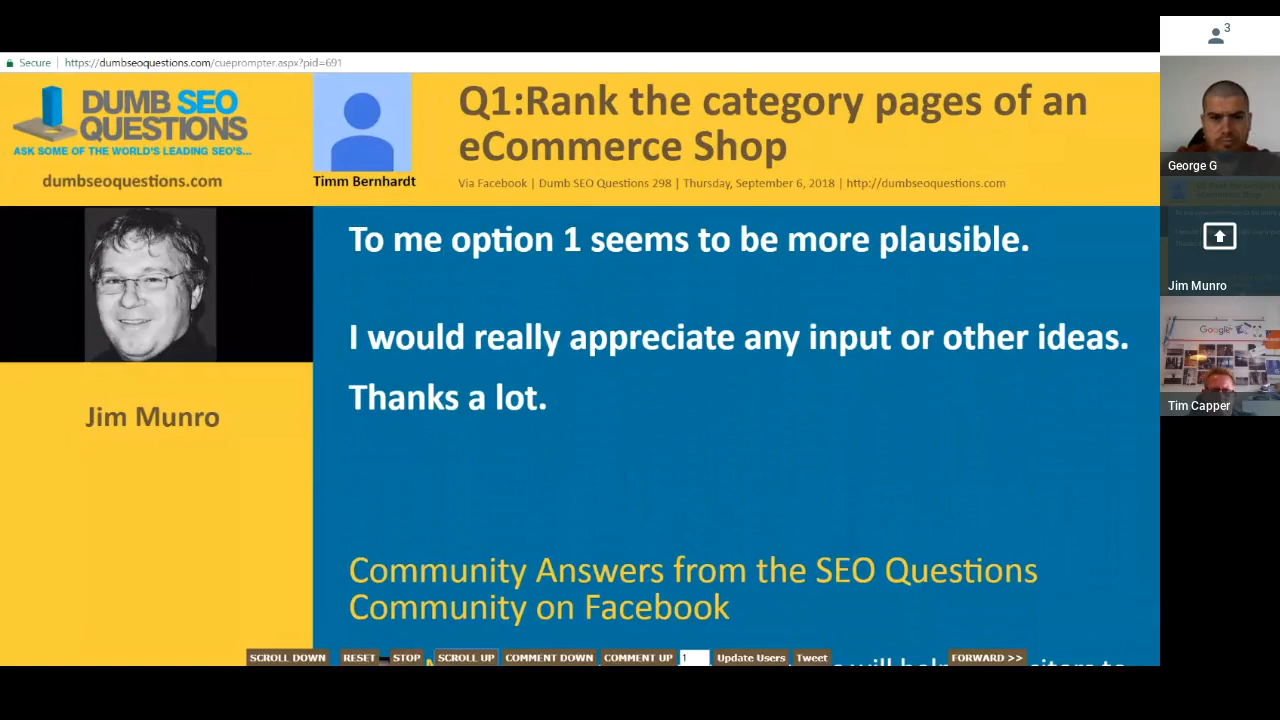 Secure
https://dumbseoquestions.com/cueprompter.aspx?pid=691
3
DUMB SEO
QUESTIONS
ASK SOME OF THE WORLD'S LEADING SEO'S...
dumbseoquestions.com
Timm Bernhardt
Q1:Rank the category pages of an
eCommerce Shop
Via Facebook | Dumb SEO Questions 298 | Thursday, September 6, 2018 | http://dumbseoquestions.com
George G
Jim Munro
Google
Tim Capper
Jim Munro
To me option 1 seems to be more plausible.
I would really appreciate any input or other ideas.
Thanks a lot.
Community Answers from the SEO Questions
Community on Facebook
SCROLL DOWN
RESET
STOP
SCROLL UP
COMMENT DOWN
COMMENT UP
1
Update Users
Tweet
FORWARD >>